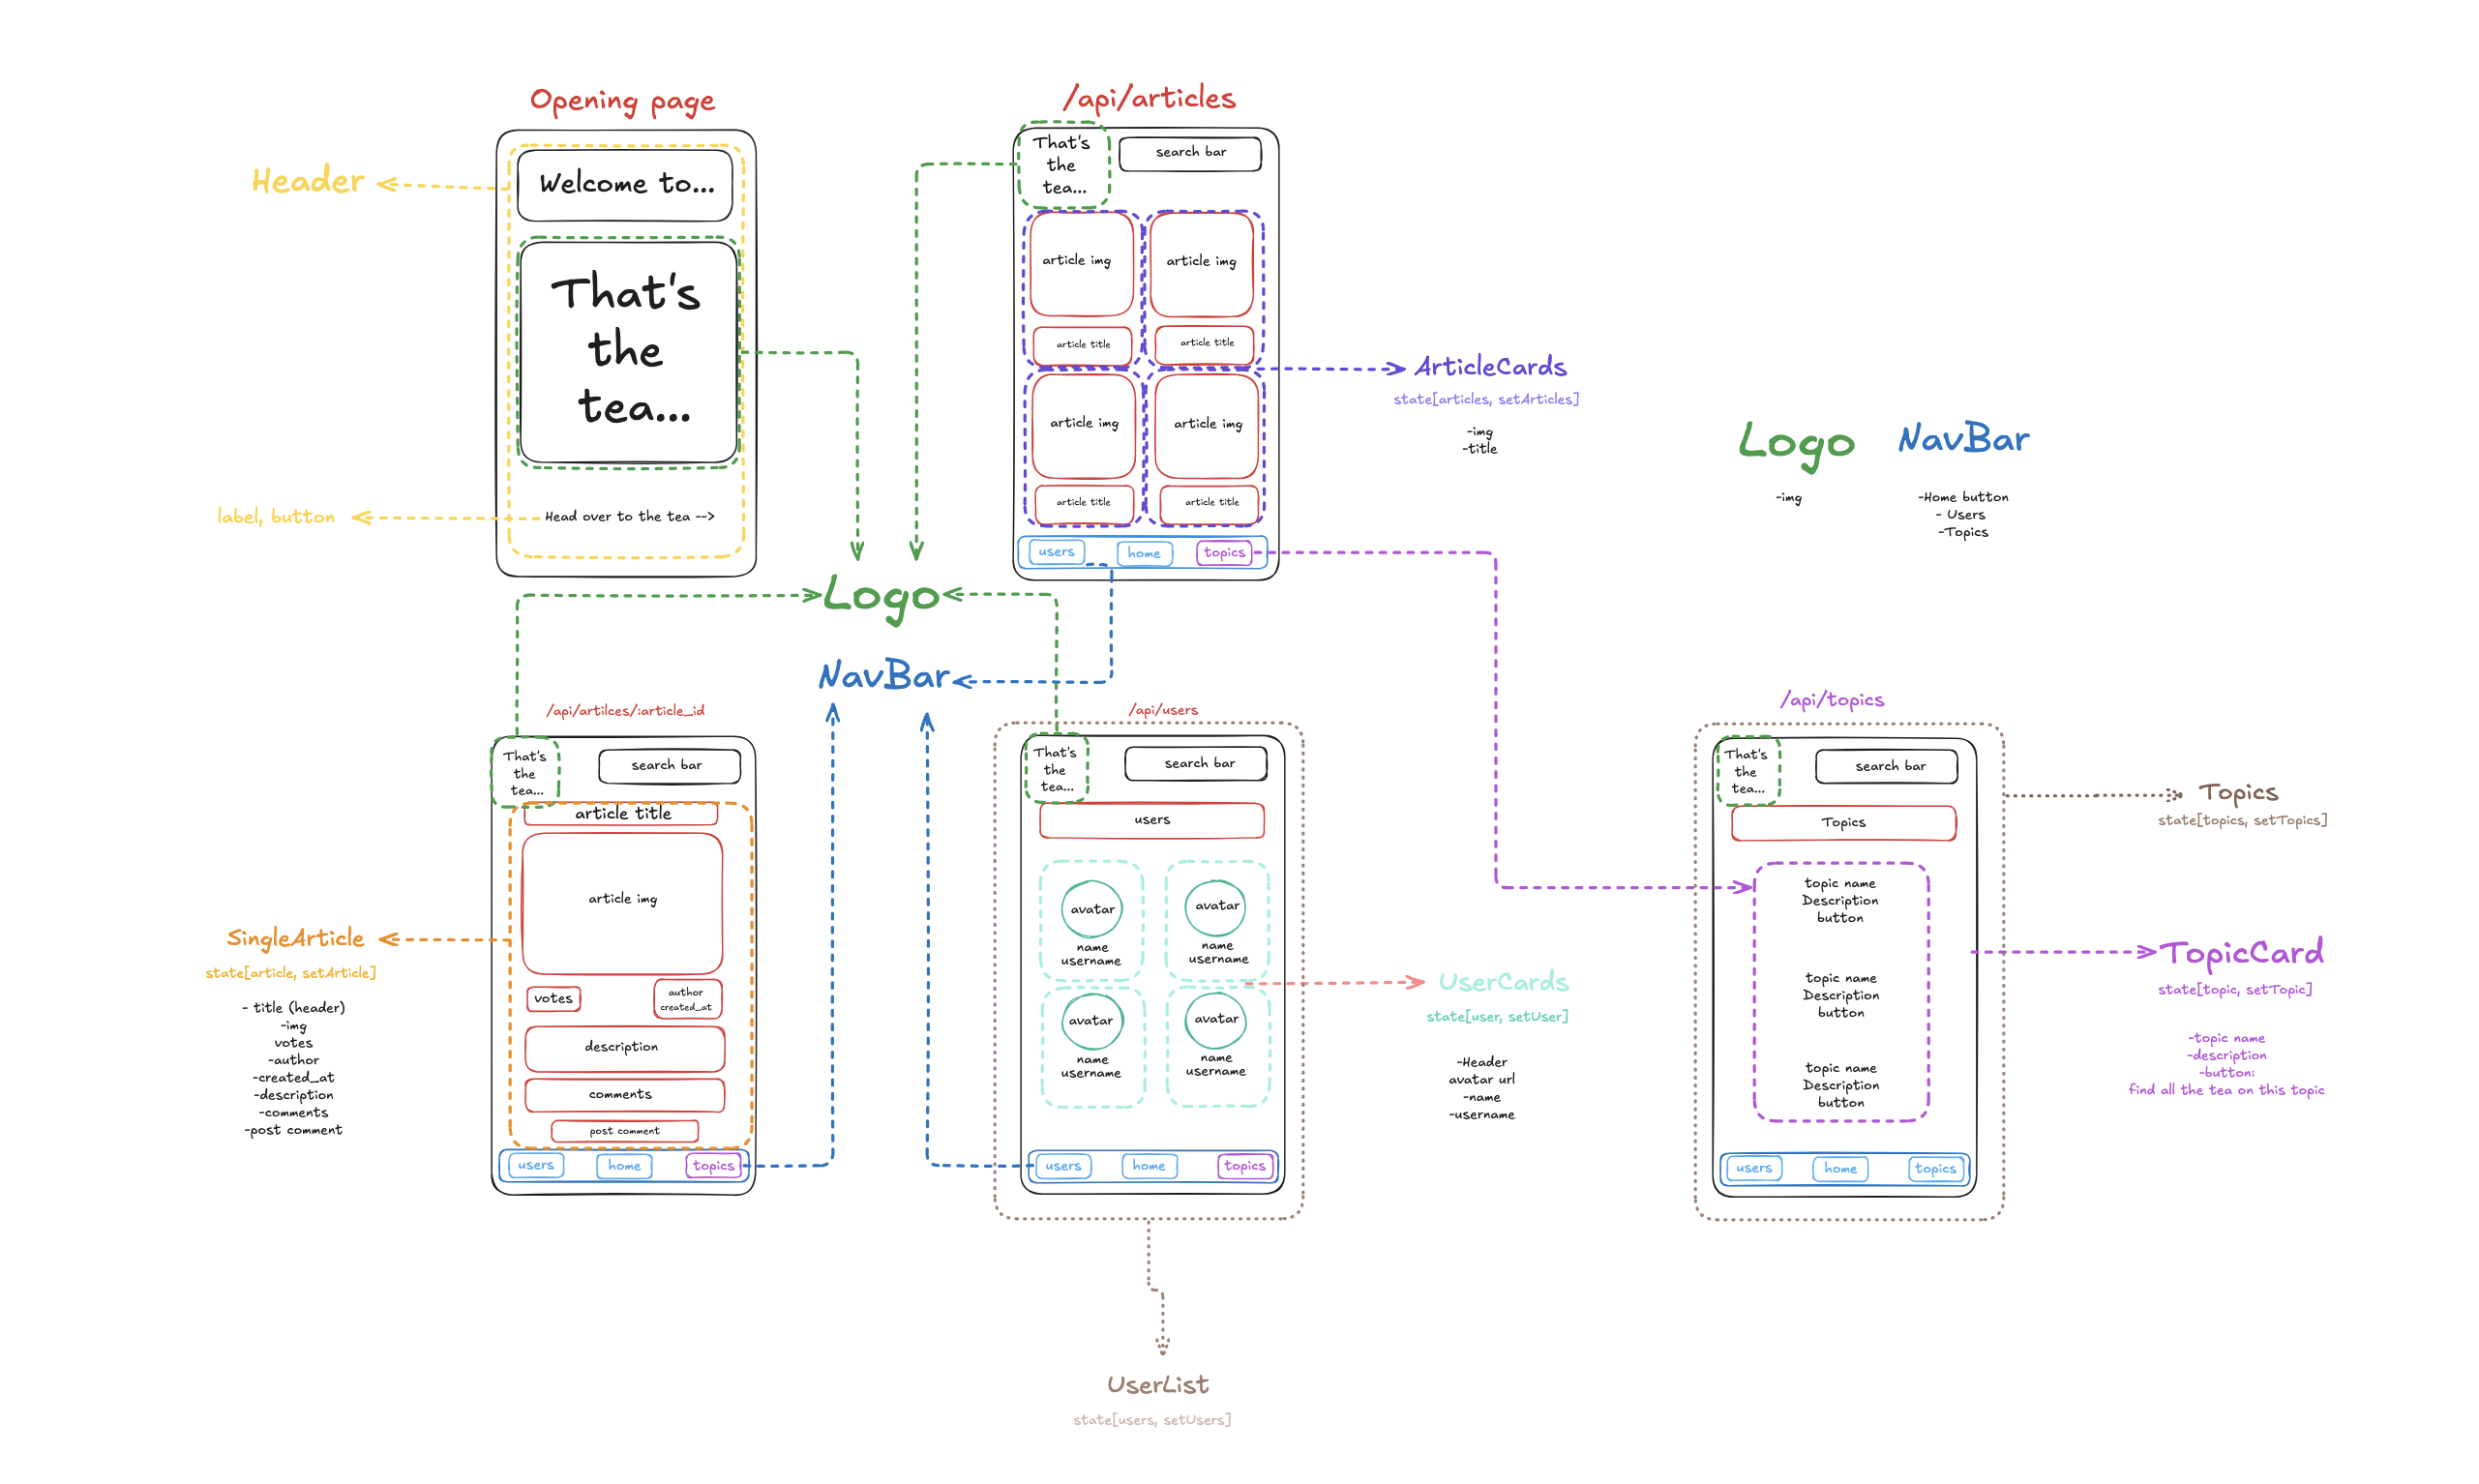 Opening page
Header
Welcome to...
That's
the
tea...
label, button
Head over to the tea -->
/api/articles
That's
the
tea...
search bar
article img
article img
article title
article title
article img
article img
article title
article title
users
home
topics
ArticleCards
state[articles, setArticles]
-img
-title
Logo
-img
NavBar
-Home button
- Users
-Topics
Logo
NavBar
/api/artilces/:article_id
That's
the
tea...
search bar
article title
article img
votes
author
created_at
description
comments
post comment
users
home
topics
SingleArticle
state[article, setArticle]
- title (header)
-img
votes
-author
-created_at
-description
-comments
-post comment
/api/users
That's
the
tea...
search bar
users
avatar
name
username
avatar
name
username
avatar
name
username
avatar
name
username
users
home
topics
UserCards
state[user, setUser]
-Header
avatar url
-name
-username
UserList
state[users, setUsers]
/api/topics
That's
the
tea...
search bar
Topics
topic name
Description
button
topic name
Description
button
topic name
Description
button
users
home
topics
Topics
state[topics, setTopics]
TopicCard
state[topic, setTopic]
-topic name
-description
-button:
find all the tea on this topic